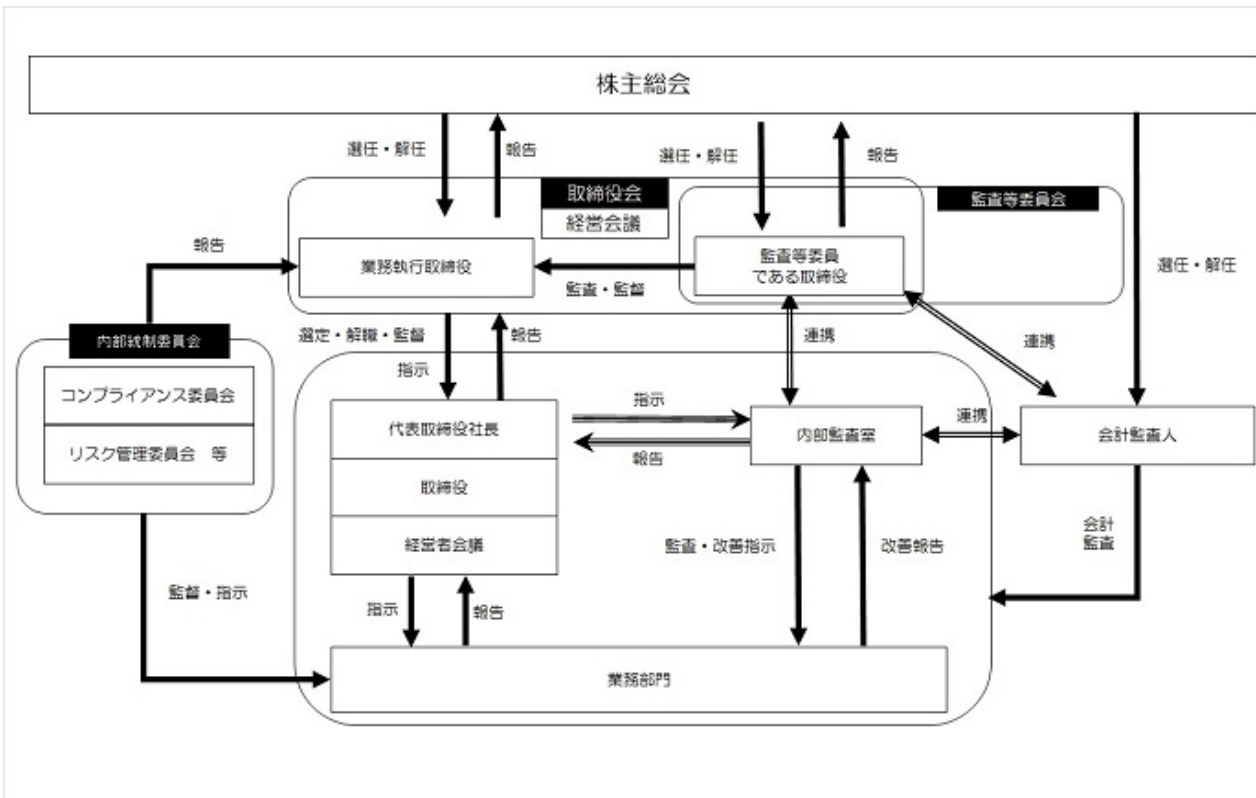 株主総会
選任・解任
報告
選任・解任
報告
取締役会
経営会議
監査等委員会
報告
業務執行取締役
監査等委員
である取締役
監査・監督
選任・解任
内部統制委員会
選定・解職・監督
報告
連携
連携
指示
コンプライアンス委員会
リスク管理委員会 等
代表取締役社長
指示
報告
内部監査室
連携
会計監査人
取締役
経営者会議
監査・改善指示
改善報告
会計
監査
監督・指示
指示
報告
業務部門